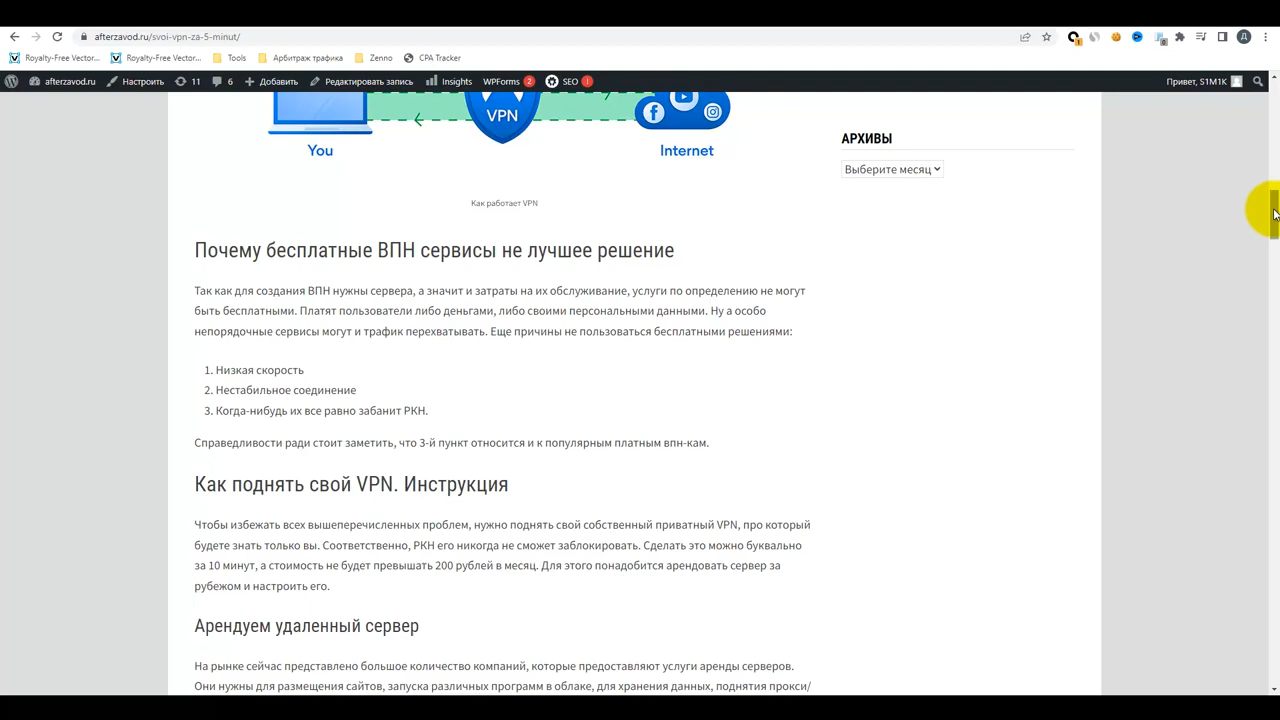 afterzavod.ru/svoi-vpn-za-5-minut/
Royalty-Free Vector... Royalty-Free Vector... Tools Арбитраж трафика Zenno CPA Tracker
afterzavod.ru Настроить 11 6 Добавить Редактировать запись Insights WPForms 2 SEO ! Привет, S1M1K
VPN
You Internet
АРХИВЫ
Выберите месяц
Как работает VPN
Почему бесплатные ВПН сервисы не лучшее решение
Так как для создания ВПН нужны сервера, а значит и затраты на их обслуживание, услуги по определению не могут
быть бесплатными. Платят пользователи либо деньгами, либо своими персональными данными. Ну а особо
непорядочные сервисы могут и трафик перехватывать. Еще причины не пользоваться бесплатными решениями:
1. Низкая скорость
2. Нестабильное соединение
3. Когда-нибудь их все равно забанит РКН.
Справедливости ради стоит заметить, что 3-й пункт относится и к популярным платным впн-кам.
Как поднять свой VPN. Инструкция
Чтобы избежать всех вышеперечисленных проблем, нужно поднять свой собственный приватный VPN, про который
будете знать только вы. Соответственно, РКН его никогда не сможет заблокировать. Сделать это можно буквально
за 10 минут, а стоимость не будет превышать 200 рублей в месяц. Для этого понадобится арендовать сервер за
рубежом и настроить его.
Арендуем удаленный сервер
На рынке сейчас представлено большое количество компаний, которые предоставляют услуги аренды серверов.
Они нужны для размещения сайтов, запуска различных программ в облаке, для хранения данных, поднятия прокси/